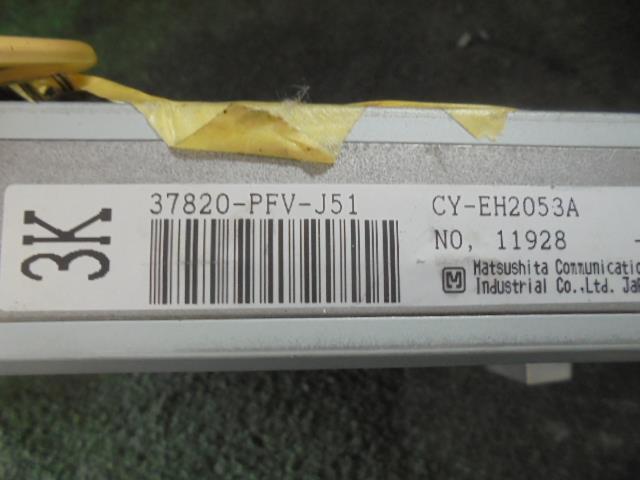 3K
37820-PFV-J51
CY-EH2053A
NO, 11928
M Matsushita Communicatio
Industrial Co.,Ltd. Ja